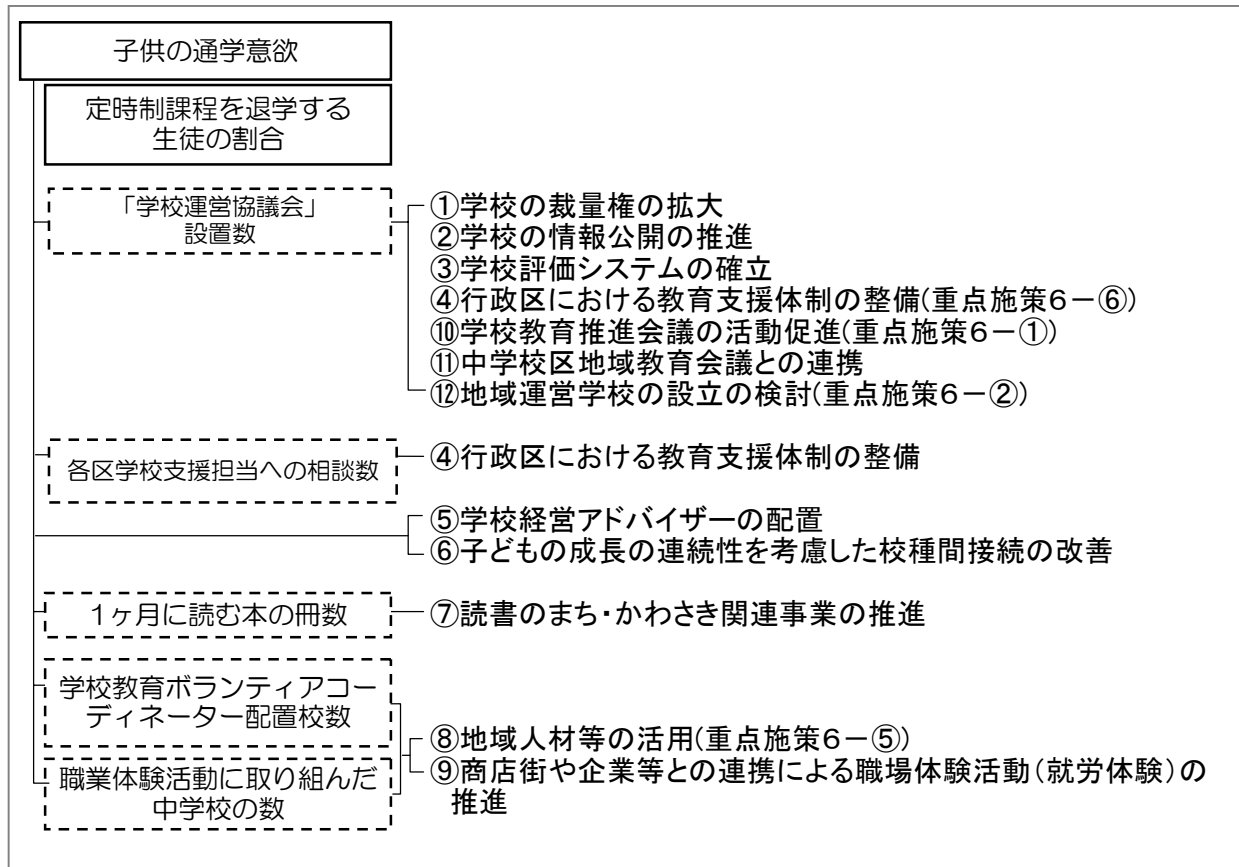 子供の通学意欲
定時制課程を退学する
生徒の割合
「学校運営協議会」
設置数
①学校の裁量権の拡大
②学校の情報公開の推進
③学校評価システムの確立
④行政区における教育支援体制の整備(重点施策6－⑥)
⑩学校教育推進会議の活動促進(重点施策6－①)
⑪中学校区地域教育会議との連携
⑫地域運営学校の設立の検討(重点施策6－②)
各区学校支援担当への相談数
④行政区における教育支援体制の整備
⑤学校経営アドバイザーの配置
⑥子どもの成長の連続性を考慮した校種間接続の改善
1ヶ月に読む本の冊数
⑦読書のまち・かわさき関連事業の推進
学校教育ボランティアコー
ディネーター配置校数
職業体験活動に取り組んだ
中学校の数
⑧地域人材等の活用(重点施策6－⑤)
⑨商店街や企業等との連携による職場体験活動(就労体験)の
推進